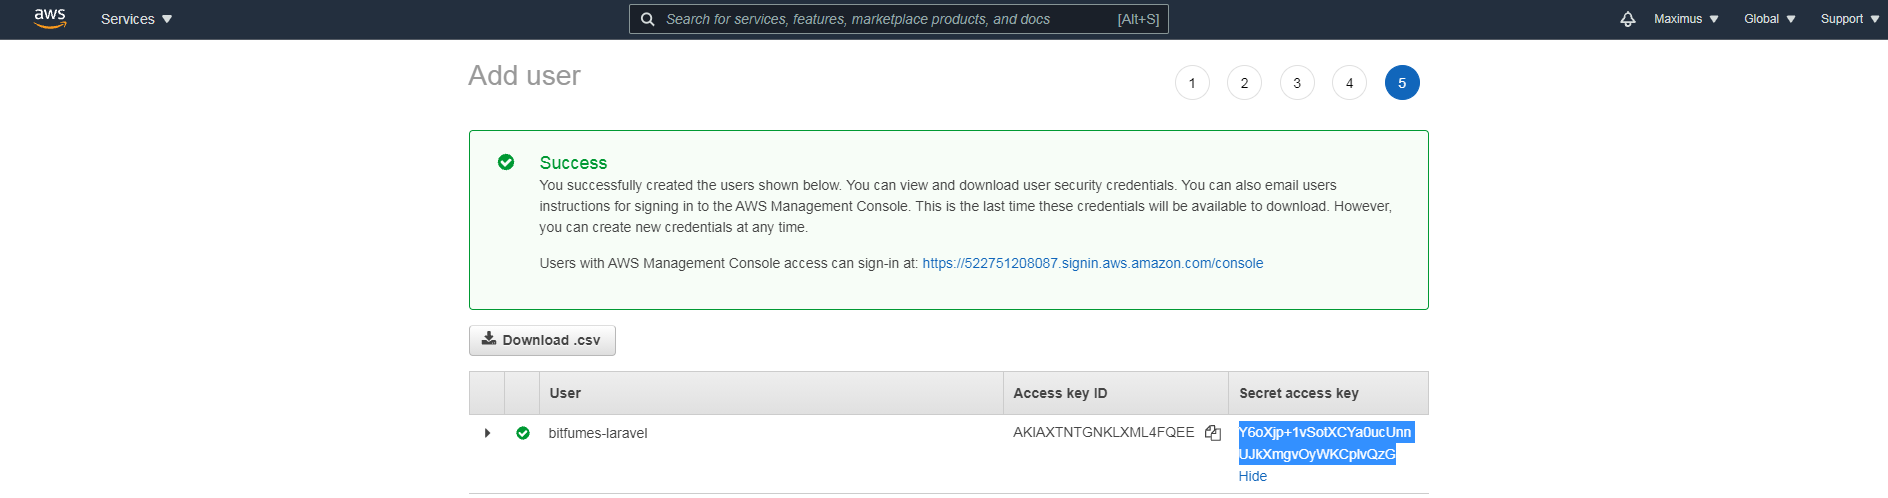 aws
Services
Search for services, features, marketplace products, and docs [Alt+S]
Maximus
Global
Support
Add user
1 2 3 4 5
Success
You successfully created the users shown below. You can view and download user security credentials. You can also email users
instructions for signing in to the AWS Management Console. This is the last time these credentials will be available to download. However,
you can create new credentials at any time.
Users with AWS Management Console access can sign-in at: https://522751208087.signin.aws.amazon.com/console
Download .csv
User Access key ID Secret access key
bitfumes-laravel AKIAXTNTGNKLXML4FQEE Y6oXjp+1vSotXCYa0ucUnn
Hide